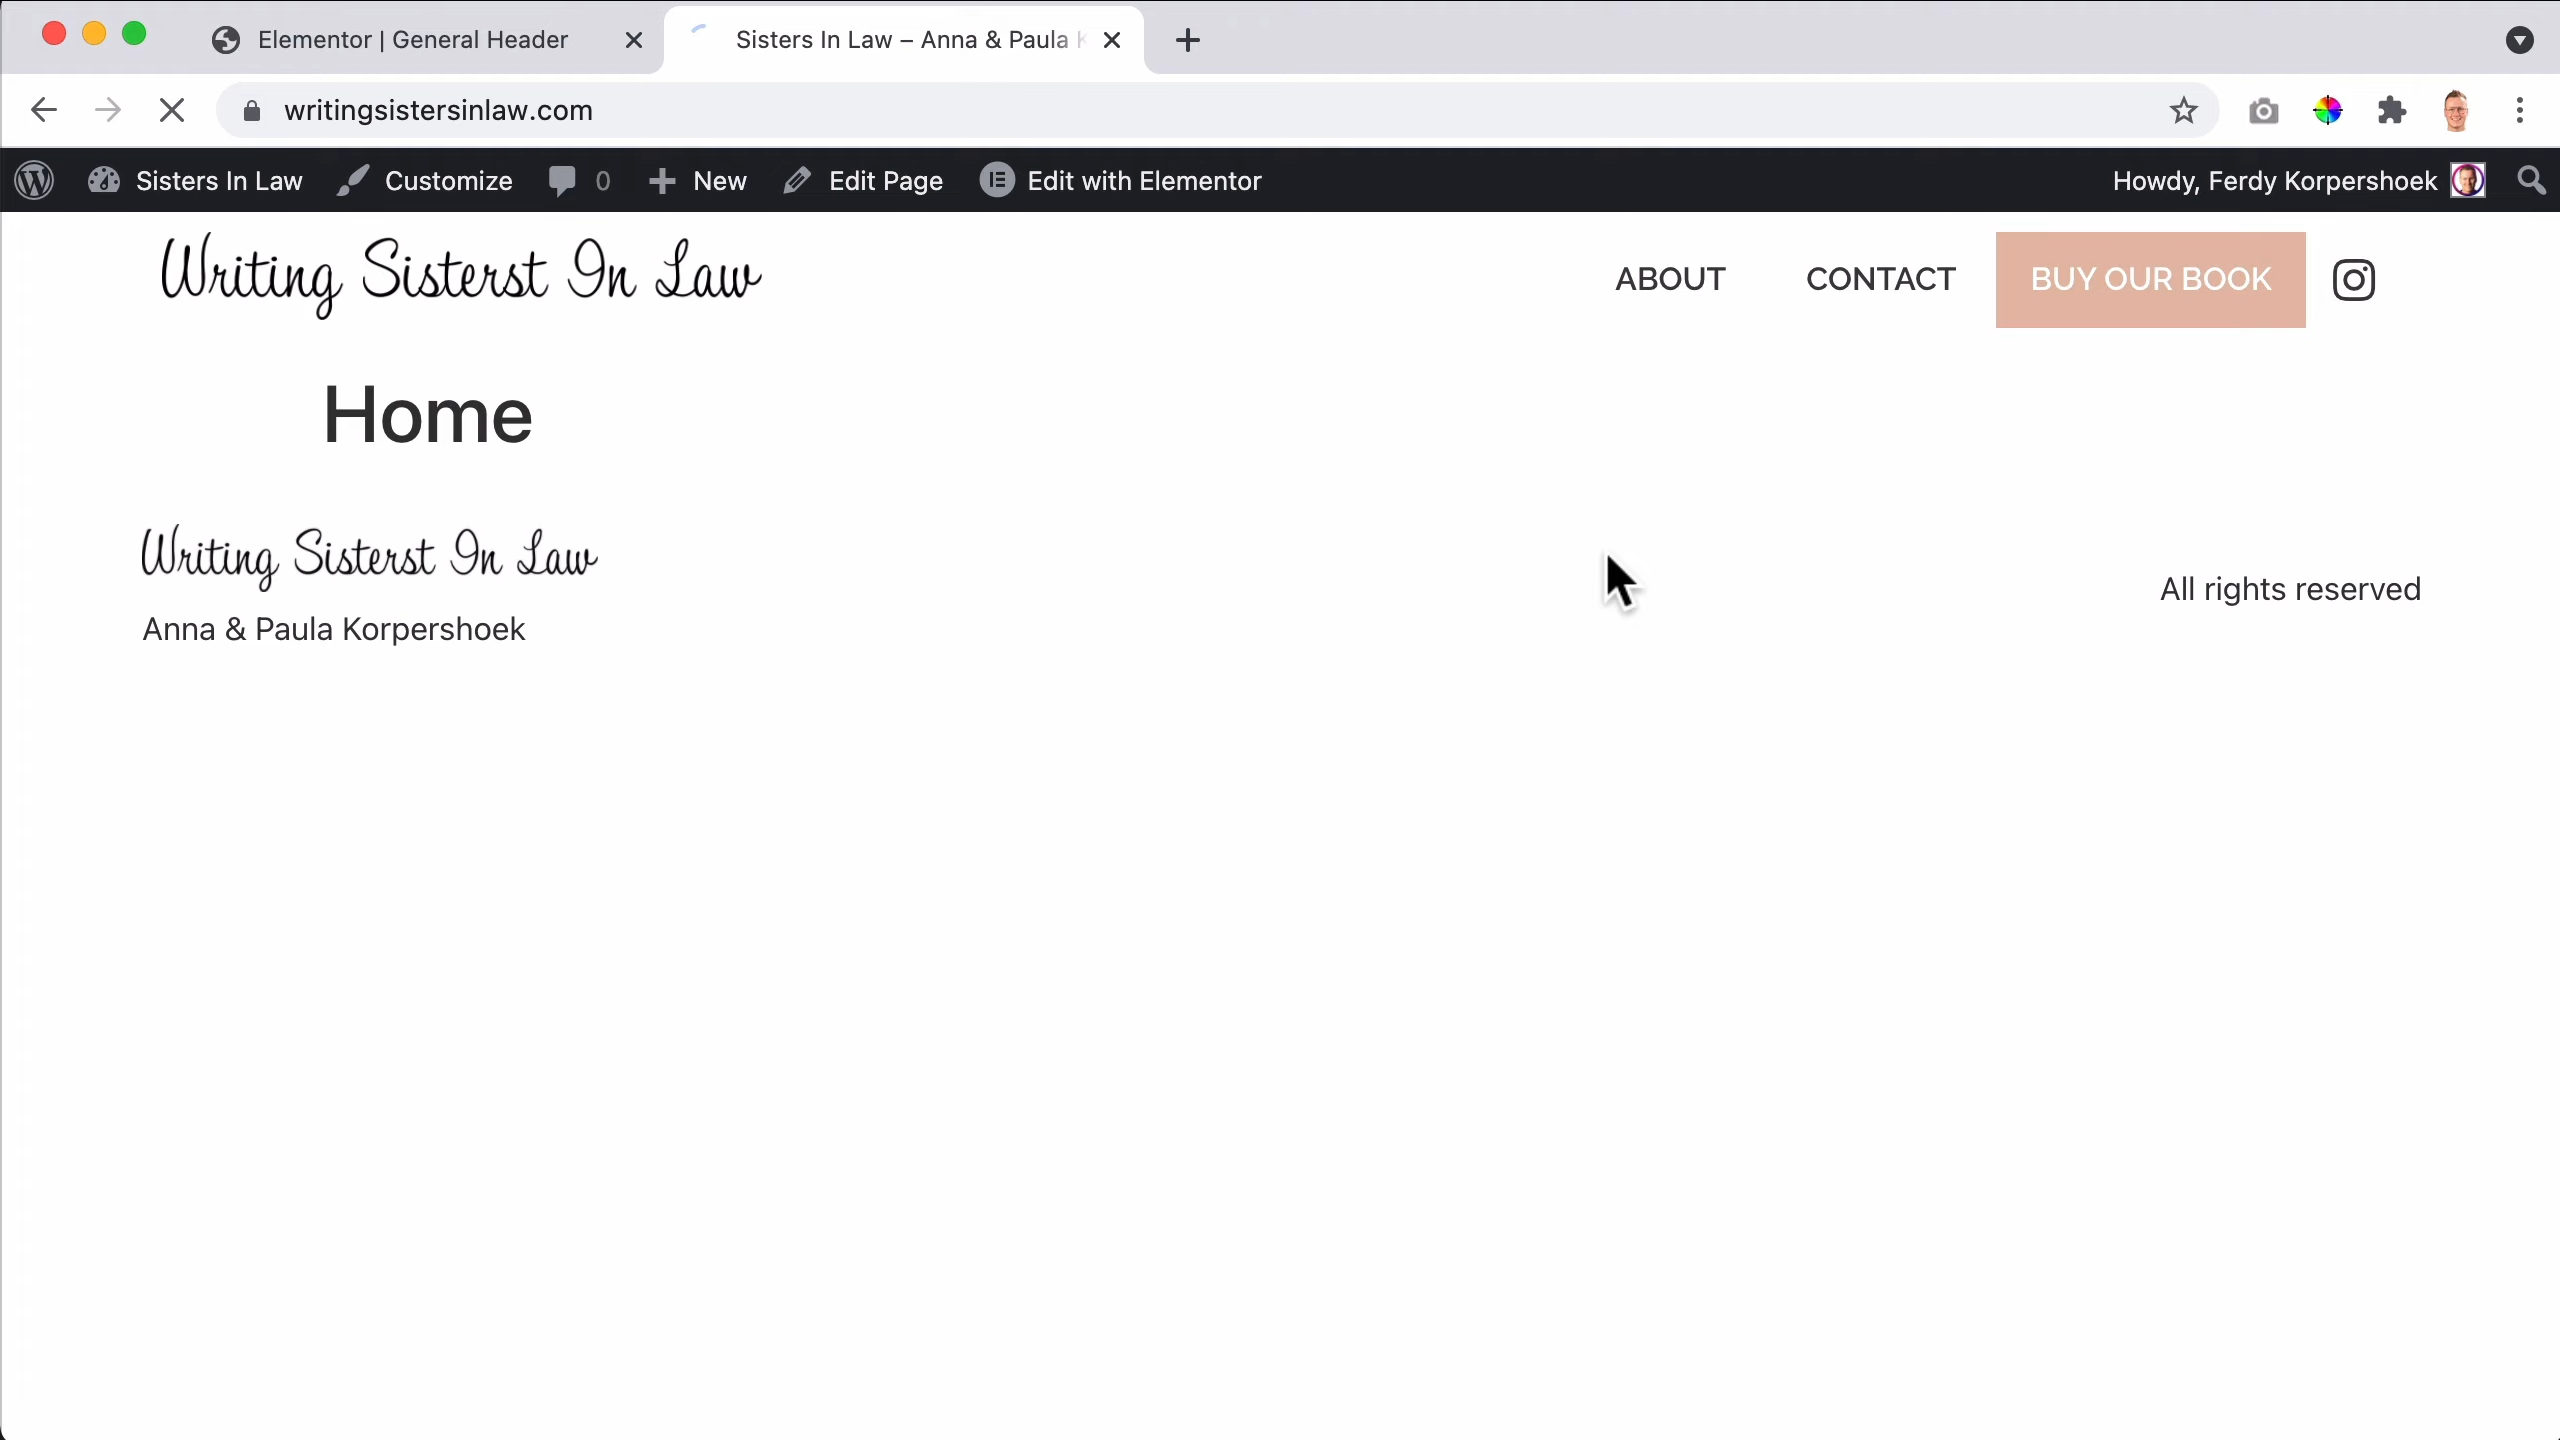 Elementor | General Header
Sisters In Law – Anna & Paula K
writingsistersinlaw.com
Sisters In Law Customize 0 New Edit Page Edit with Elementor Howdy, Ferdy Korpershoek
Writing Sisterst In Law ABOUT CONTACT BUY OUR BOOK
Home
Writing Sisterst In Law
All rights reserved
Anna & Paula Korpershoek